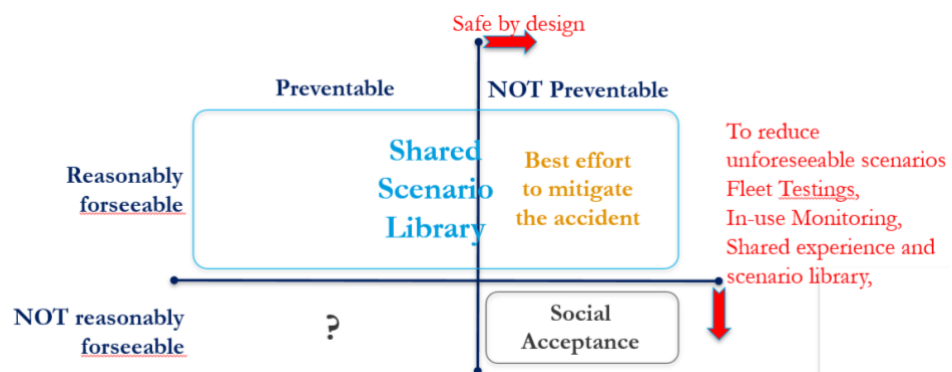 Safe by design
Preventable
NOT Preventable
Reasonably
forseeable
Shared
Scenario
Library
Best effort
to mitigate
the accident
To reduce
unforeseeable scenarios
Fleet Testings,
In-use Monitoring,
Shared experience and
scenario library,
NOT reasonably
forseeable
?
Social
Acceptance